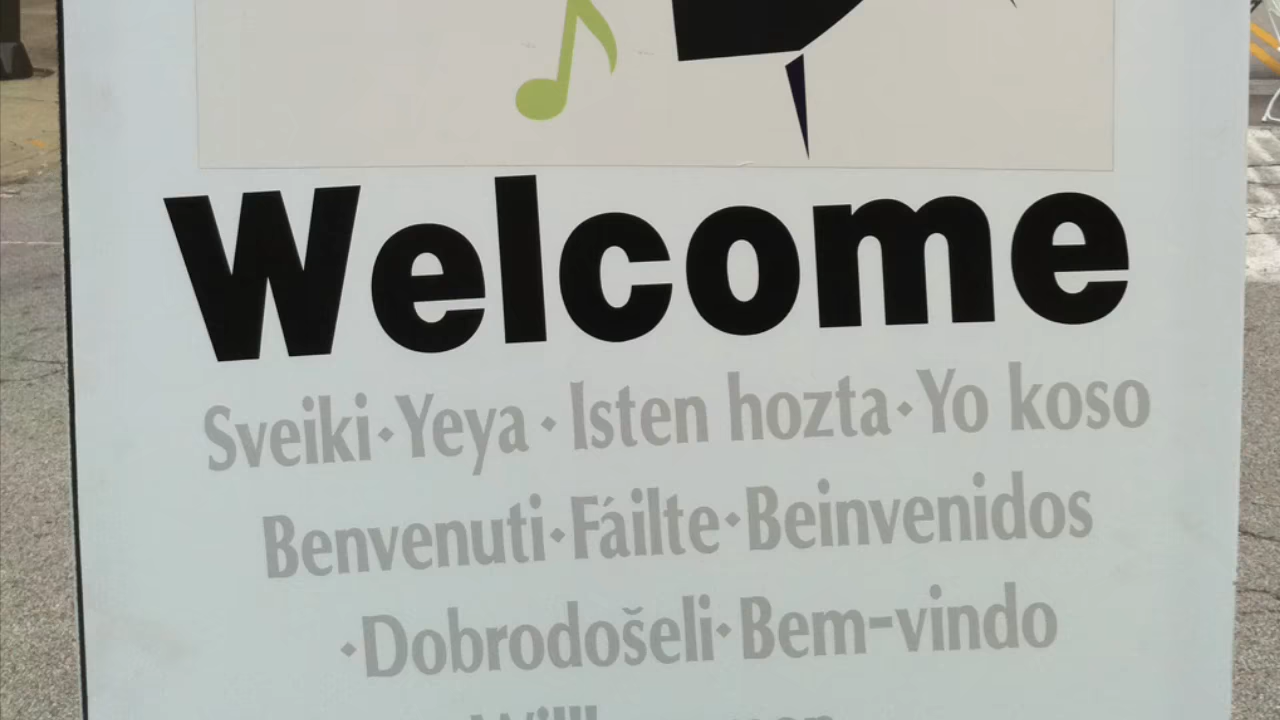 Welcome
Sveiki·Yeya·Isten hozta·Yo koso
Benvenuti·Fáilte·Beinvenidos
·Dobrodošeli·Bem-vindo